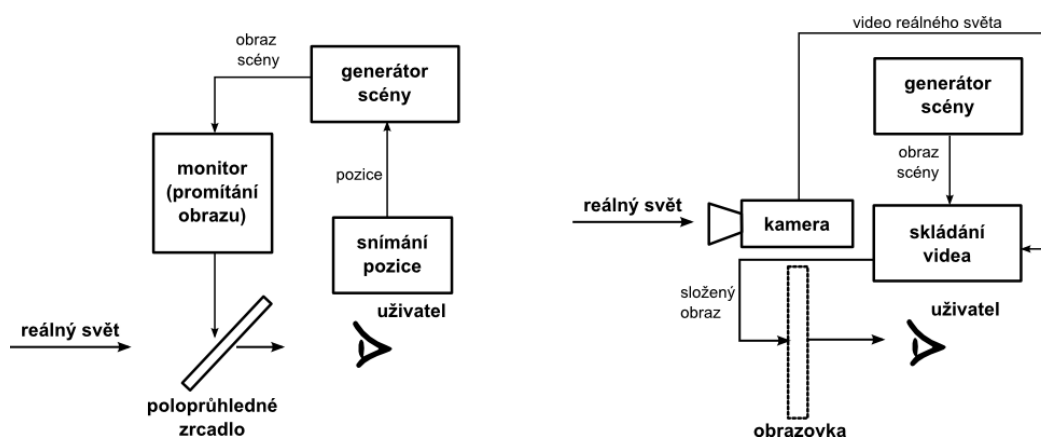 obraz
scény
generátor
scény
monitor
(promítání
obrazu)
pozice
snímání
pozice
uživatel
reálný svět
poloprůhledné
zrcadlo
video reálného světa
generátor
scény
obraz
scény
reálný svět
kamera
skládání
videa
složený
obraz
uživatel
obrazovka